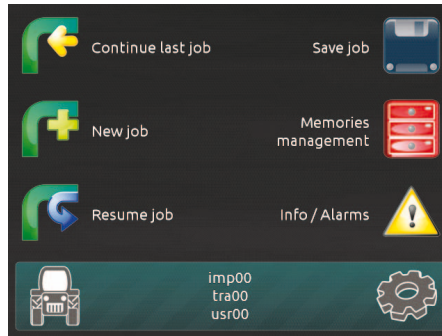 Continue last job
Save job
New job
Memories
management
Resume job
Info / Alarms
imp00
tra00
usr00